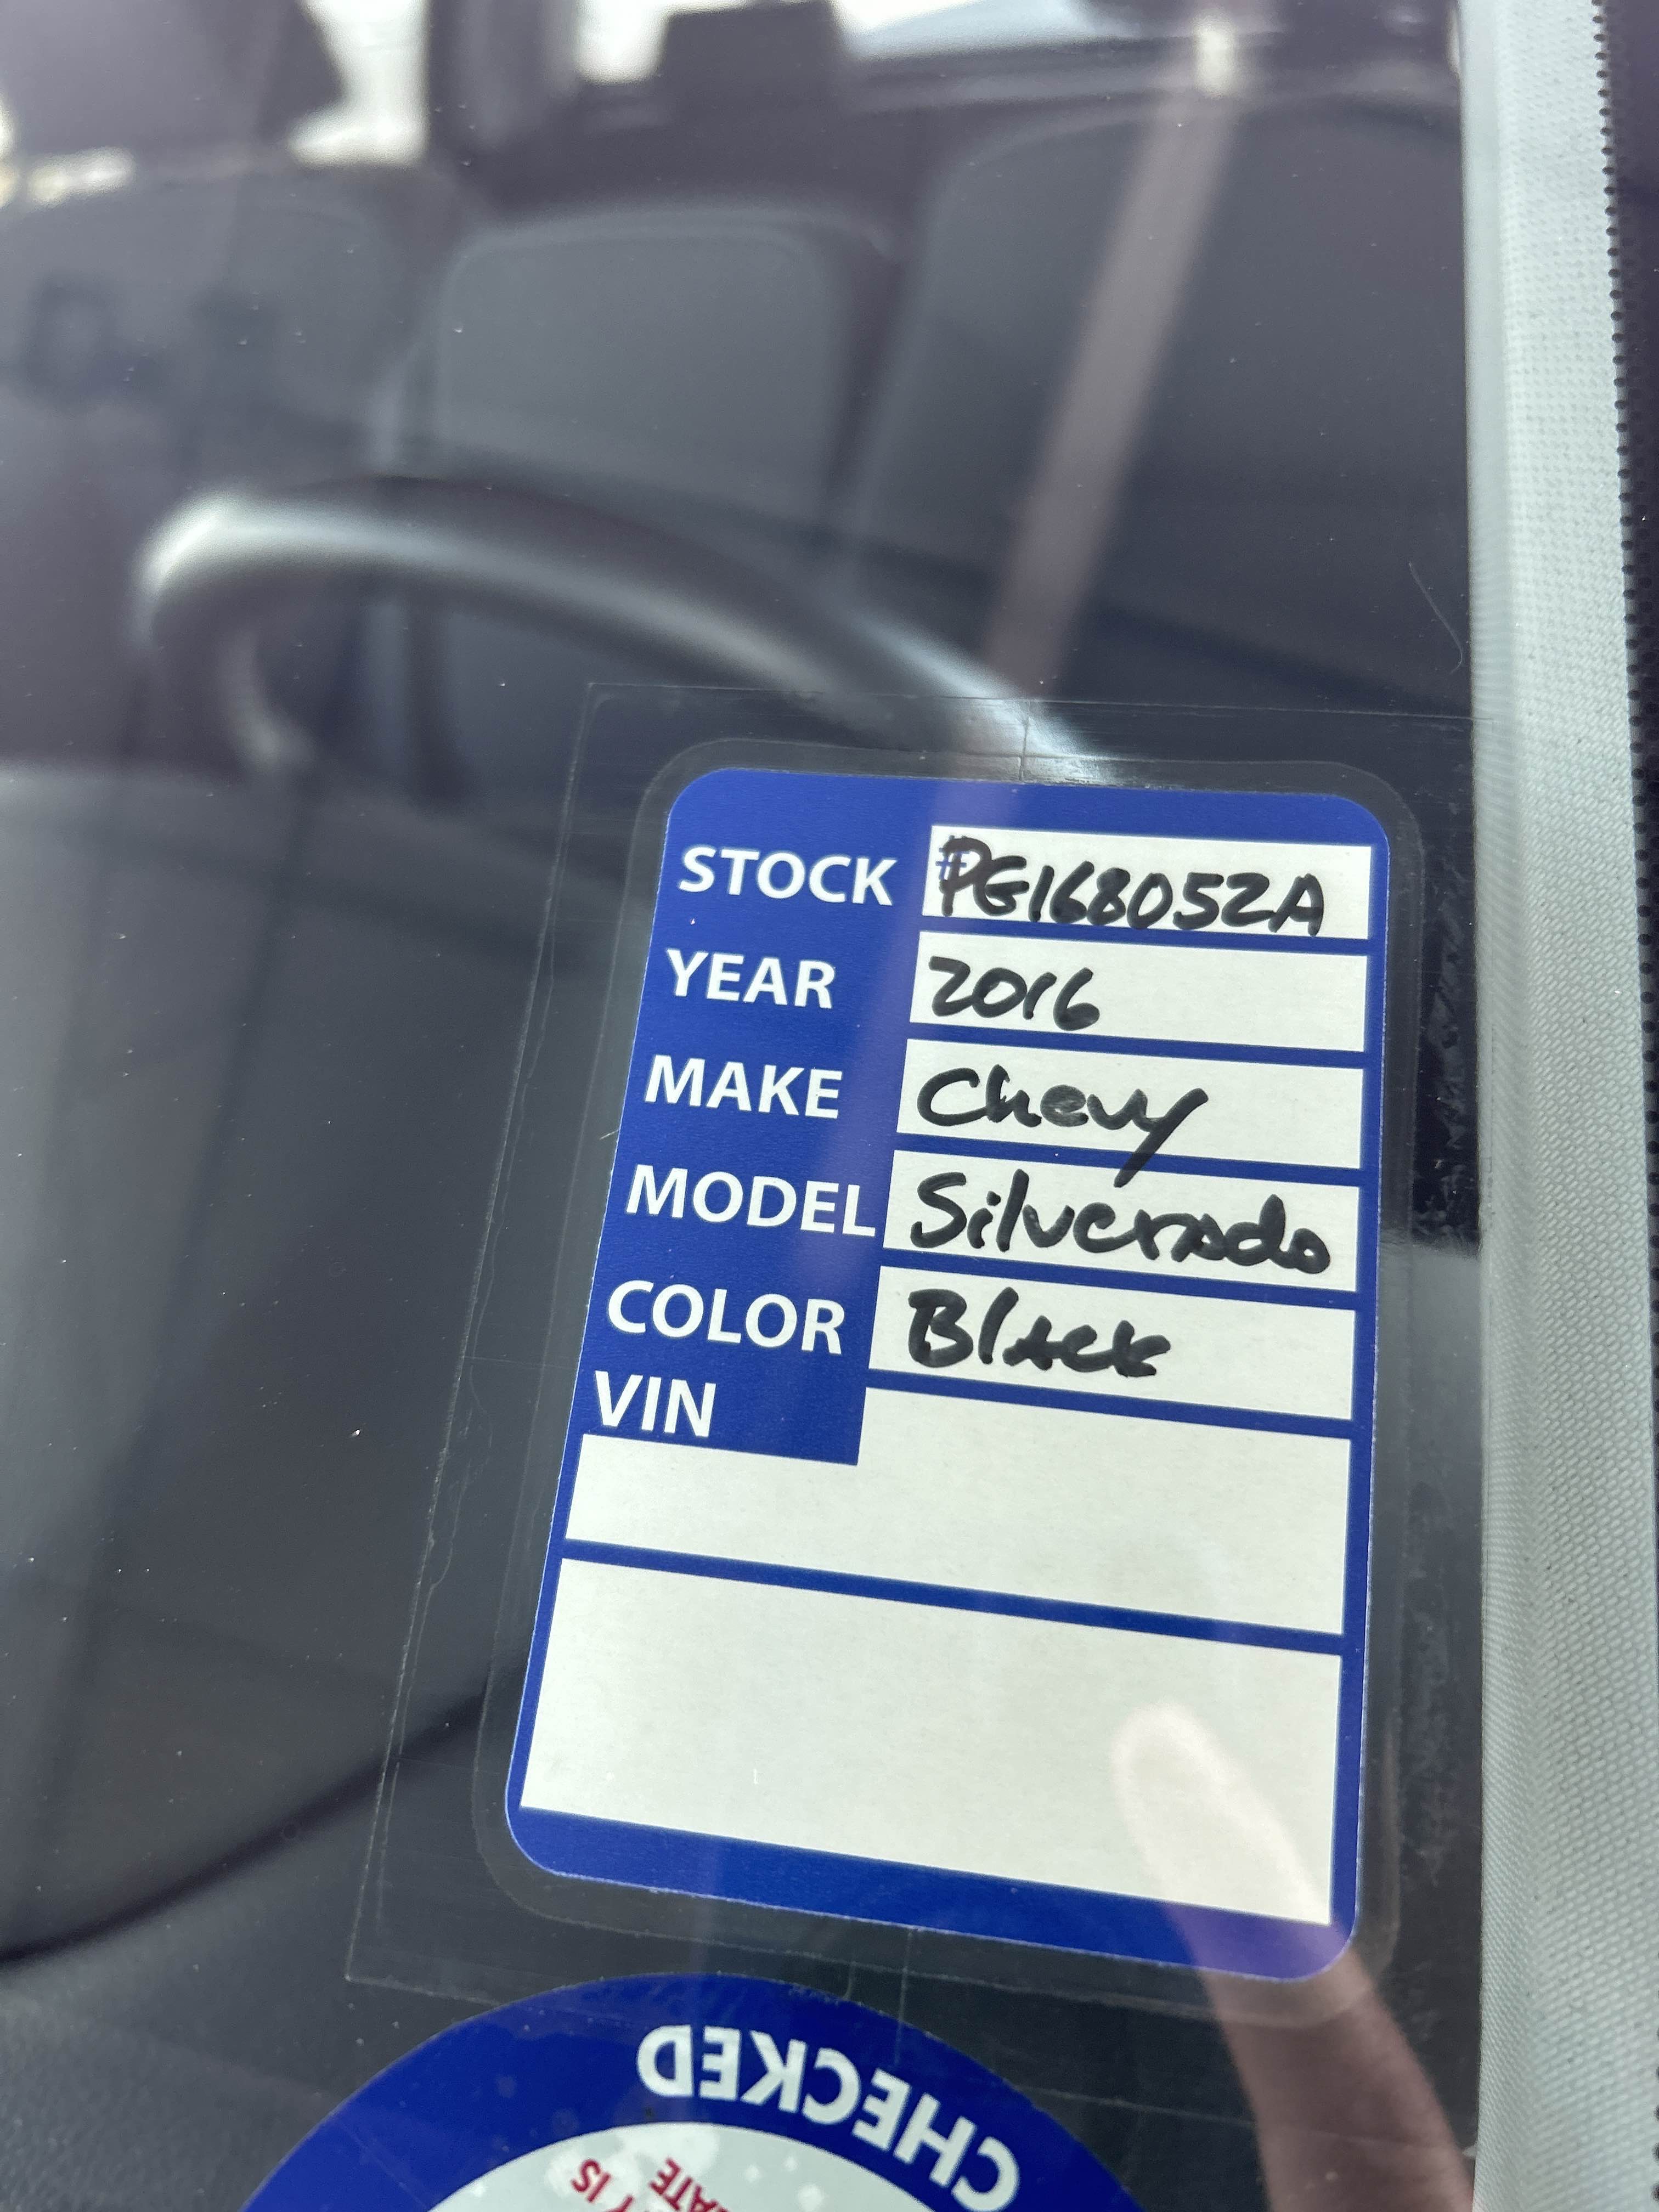 STOCK #PG168052A
YEAR 2016
MAKE Chevy
MODEL Silverado
COLOR Black
VIN
CHECKED